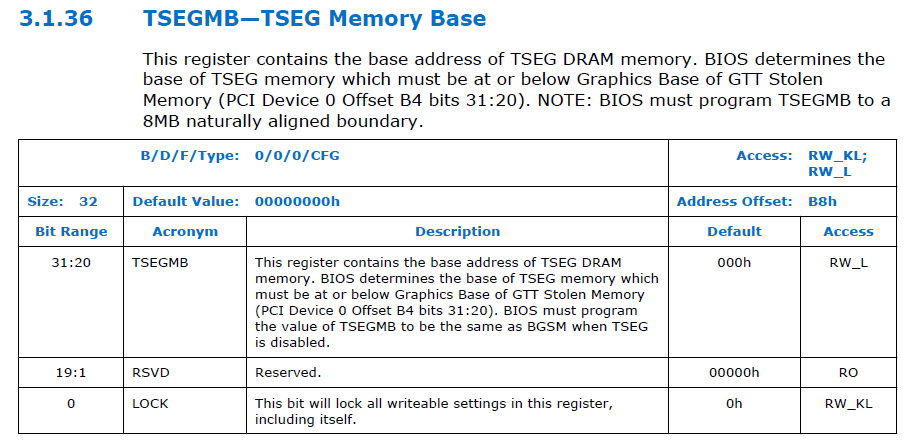 3.1.36 TSEGMB—TSEG Memory Base
This register contains the base address of TSEG DRAM memory. BIOS determines the
base of TSEG memory which must be at or below Graphics Base of GTT Stolen
Memory (PCI Device 0 Offset B4 bits 31:20). NOTE: BIOS must program TSEGMB to a
8MB naturally aligned boundary.
B/D/F/Type: 0/0/0/CFG Access: RW_KL;
RW_L
Size: 32 Default Value: 00000000h Address Offset: B8h
Bit Range Acronym Description Default Access
31:20 TSEGMB This register contains the base address of TSEG DRAM 000h RW_L
memory. BIOS determines the base of TSEG memory which
must be at or below Graphics Base of GTT Stolen Memory
(PCI Device 0 Offset B4 bits 31:20). BIOS must program
the value of TSEGMB to be the same as BGSM when TSEG
is disabled.
19:1 RSVD Reserved. 00000h RO
0 LOCK This bit will lock all writeable settings in this register, 0h RW_KL
including itself.